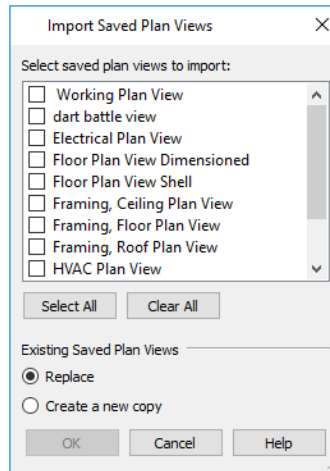 Import Saved Plan Views
Select saved plan views to import:
Working Plan View
dart battle view
Electrical Plan View
Floor Plan View Dimensioned
Floor Plan View Shell
Framing, Ceiling Plan View
Framing, Floor Plan View
Framing, Roof Plan View
HVAC Plan View
Select All Clear All
Existing Saved Plan Views
Replace
Create a new copy
OK Cancel Help